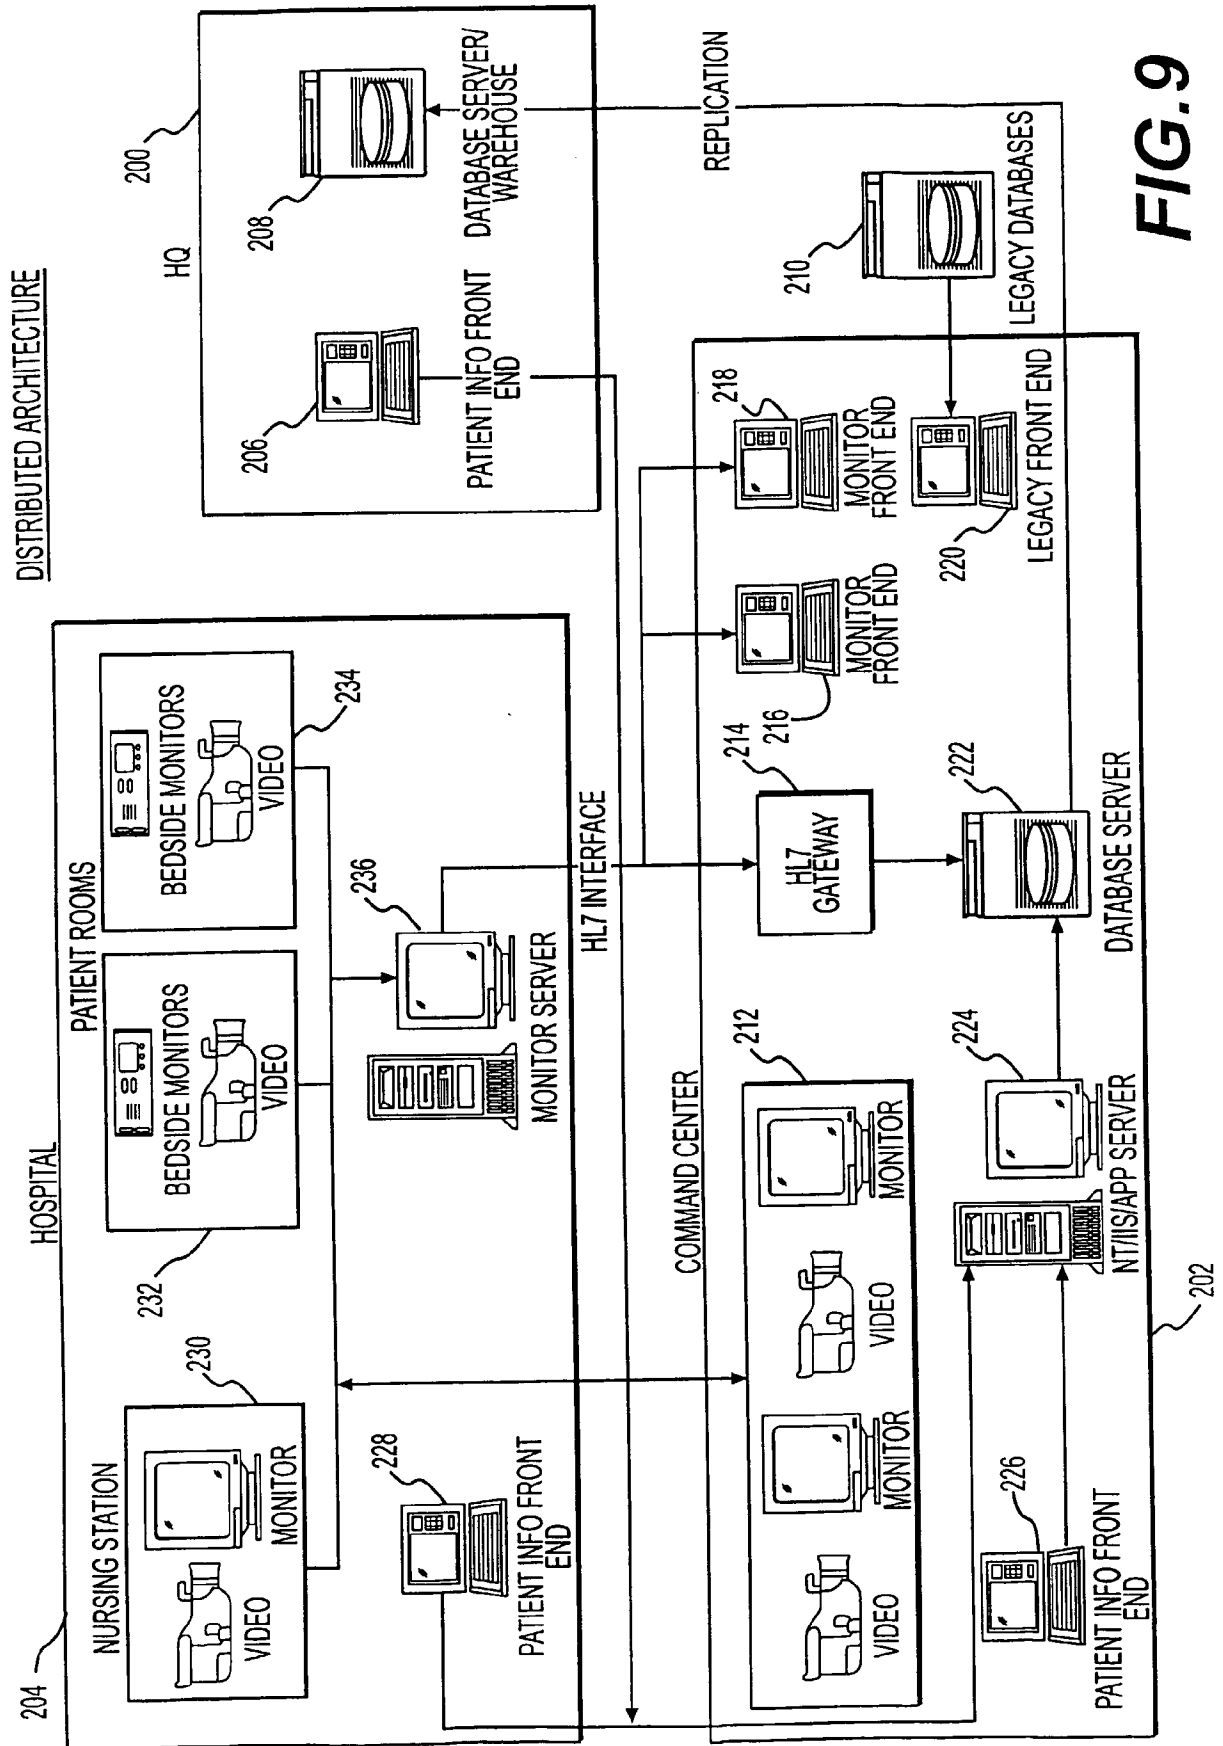 DISTRIBUTED ARCHITECTURE
204
HOSPITAL
NURSING STATION
230
VIDEO
MONITOR
PATIENT ROOMS
232
BEDSIDE MONITORS
VIDEO
BEDSIDE MONITORS
VIDEO
234
228
PATIENT INFO FRONT
END
236
MONITOR SERVER
HL7 INTERFACE
HQ
200
206
PATIENT INFO FRONT
END
208
DATABASE SERVER/
WAREHOUSE
REPLICATION
COMMAND CENTER
212
VIDEO
MONITOR
VIDEO
MONITOR
214
HL7
GATEWAY
216
MONITOR
FRONT END
218
MONITOR
FRONT END
210
LEGACY DATABASES
220
LEGACY FRONT END
226
PATIENT INFO FRONT
END
224
NT/IIS/APP SERVER
222
DATABASE SERVER
202
FIG.9